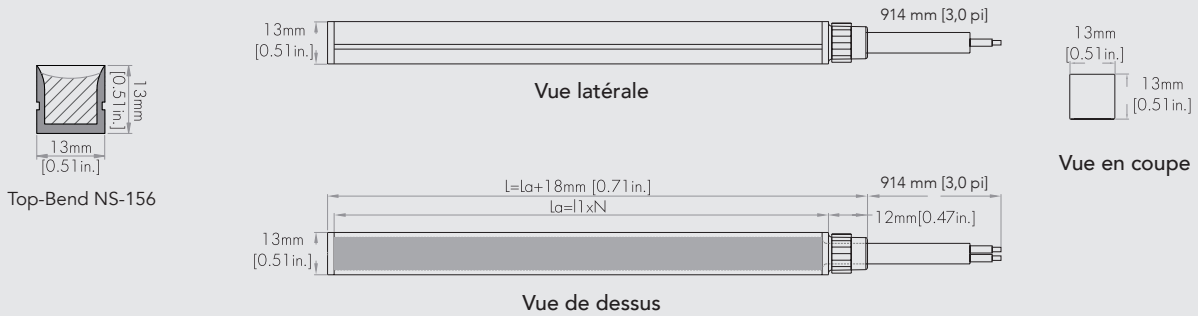 13mm
[0.51in.]
914 mm [3,0 pi]
Vue latérale
13mm
[0.51in.]
13mm
[0.51in.]
Top-Bend NS-156
13mm
[0.51in.]
13mm
[0.51in.]
Vue en coupe
L=La+18mm [0.71in.]
914 mm [3,0 pi]
La=l1xN
12mm[0.47in.]
13mm
[0.51in.]
Vue de dessus